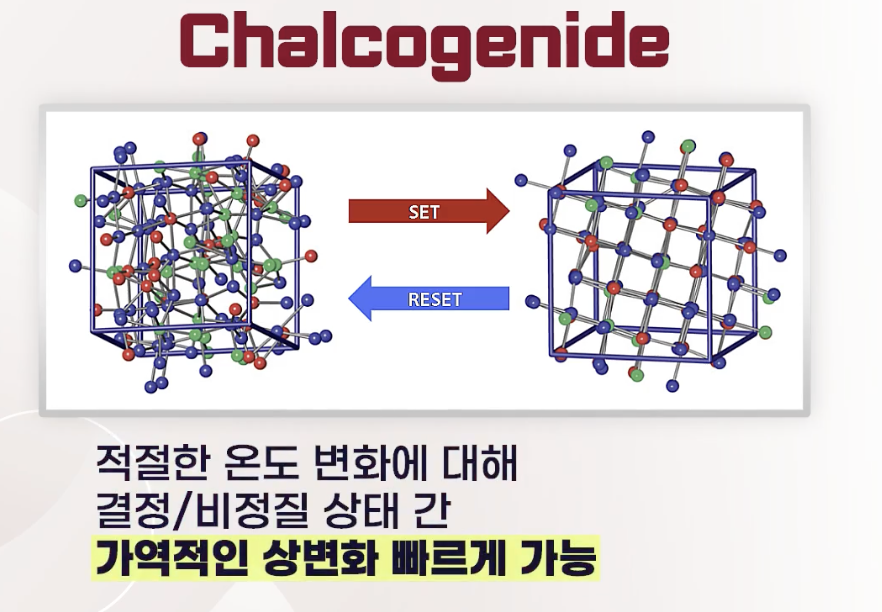 Chalcogenide
SET
RESET
적절한 온도 변화에 대해
결정/비정질 상태 간
가역적인 상변화 빠르게 가능